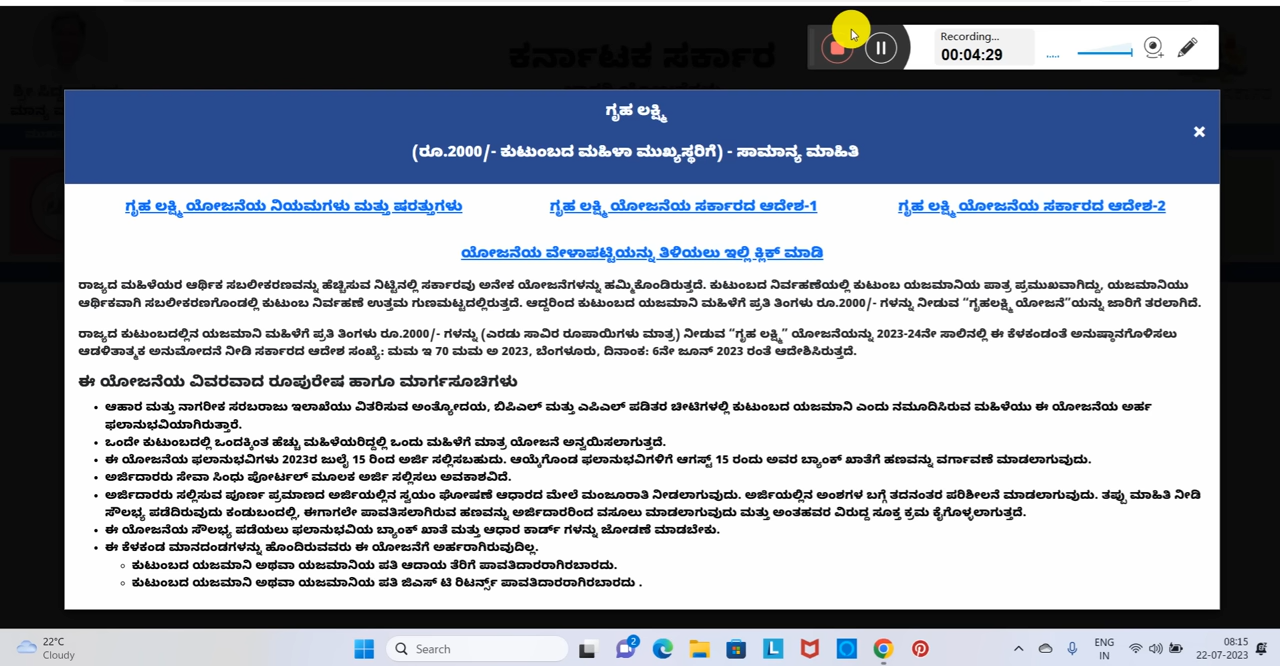 ಕರ್ನಾಟಕ ಸರ್ಕಾರ
Recording...
00:04:29
ಗೃಹ ಲಕ್ಷ್ಮಿ
(ರೂ.2000/- ಕುಟುಂಬದ ಮಹಿಳಾ ಮುಖ್ಯಸ್ಥರಿಗೆ) - ಸಾಮಾನ್ಯ ಮಾಹಿತಿ
ಗೃಹ ಲಕ್ಷ್ಮಿ ಯೋಜನೆಯ ನಿಯಮಗಳು ಮತ್ತು ಷರತ್ತುಗಳು ಗೃಹ ಲಕ್ಷ್ಮಿ ಯೋಜನೆಯ ಸರ್ಕಾರದ ಆದೇಶ-1 ಗೃಹ ಲಕ್ಷ್ಮಿ ಯೋಜನೆಯ ಸರ್ಕಾರದ ಆದೇಶ-2
ಯೋಜನೆಯ ವೇಳಾಪಟ್ಟಿಯನ್ನು ತಿಳಿಯಲು ಇಲ್ಲಿ ಕ್ಲಿಕ್ ಮಾಡಿ
ರಾಜ್ಯದ ಮಹಿಳೆಯರ ಆರ್ಥಿಕ ಸಬಲೀಕರಣವನ್ನು ಹೆಚ್ಚಿಸುವ ನಿಟ್ಟಿನಲ್ಲಿ ಸರ್ಕಾರವು ಅನೇಕ ಯೋಜನೆಗಳನ್ನು ಹಮ್ಮಿಕೊಂಡಿರುತ್ತದೆ. ಕುಟುಂಬದ ನಿರ್ವಹಣೆಯಲ್ಲಿ ಕುಟುಂಬ ಯಜಮಾನಿಯ ಪಾತ್ರ ಪ್ರಮುಖವಾಗಿದ್ದು, ಯಜಮಾನಿಯು
ಆರ್ಥಿಕವಾಗಿ ಸಬಲೀಕರಣಗೊಂಡಲ್ಲಿ ಕುಟುಂಬ ನಿರ್ವಹಣೆ ಉತ್ತಮ ಗುಣಮಟ್ಟದಲ್ಲಿರುತ್ತದೆ. ಆದ್ದರಿಂದ ಕುಟುಂಬದ ಯಜಮಾನಿ ಮಹಿಳೆಗೆ ಪ್ರತಿ ತಿಂಗಳು ರೂ.2000/- ಗಳನ್ನು ನೀಡುವ "ಗೃಹಲಕ್ಷ್ಮಿ ಯೋಜನೆ"ಯನ್ನು ಜಾರಿಗೆ ತರಲಾಗಿದೆ.
ರಾಜ್ಯದ ಕುಟುಂಬದಲ್ಲಿನ ಯಜಮಾನಿ ಮಹಿಳೆಗೆ ಪ್ರತಿ ತಿಂಗಳು ರೂ.2000/- ಗಳನ್ನು (ಎರಡು ಸಾವಿರ ರೂಪಾಯಿಗಳು ಮಾತ್ರ) ನೀಡುವ "ಗೃಹ ಲಕ್ಷ್ಮಿ" ಯೋಜನೆಯನ್ನು 2023-24ನೇ ಸಾಲಿನಲ್ಲಿ ಈ ಕೆಳಕಂಡಂತೆ ಅನುಷ್ಠಾನಗೊಳಿಸಲು
ಆಡಳಿತಾತ್ಮಕ ಅನುಮೋದನೆ ನೀಡಿ ಸರ್ಕಾರದ ಆದೇಶ ಸಂಖ್ಯೆ: ಮಮ ಇ 70 ಮಮ ಅ 2023, ಬೆಂಗಳೂರು, ದಿನಾಂಕ: 6ನೇ ಜೂನ್ 2023 ರಂತೆ ಆದೇಶಿಸಿರುತ್ತದೆ.
ಈ ಯೋಜನೆಯ ವಿವರವಾದ ರೂಪುರೇಷ ಹಾಗೂ ಮಾರ್ಗಸೂಚಿಗಳು
• ಆಹಾರ ಮತ್ತು ನಾಗರೀಕ ಸರಬರಾಜು ಇಲಾಖೆಯು ವಿತರಿಸುವ ಅಂತ್ಯೋದಯ, ಬಿಪಿಎಲ್ ಮತ್ತು ಎಪಿಎಲ್ ಪಡಿತರ ಚೀಟಿಗಳಲ್ಲಿ ಕುಟುಂಬದ ಯಜಮಾನಿ ಎಂದು ನಮೂದಿಸಿರುವ ಮಹಿಳೆಯು ಈ ಯೋಜನೆಯ ಅರ್ಹ
ಫಲಾನುಭವಿಯಾಗಿರುತ್ತಾರೆ.
• ಒಂದೇ ಕುಟುಂಬದಲ್ಲಿ ಒಂದಕ್ಕಿಂತ ಹೆಚ್ಚು ಮಹಿಳೆಯರಿದ್ದಲ್ಲಿ ಒಂದು ಮಹಿಳೆಗೆ ಮಾತ್ರ ಯೋಜನೆ ಅನ್ವಯಿಸಲಾಗುತ್ತದೆ.
• ಈ ಯೋಜನೆಯ ಫಲಾನುಭವಿಗಳು 2023ರ ಜುಲೈ 15 ರಿಂದ ಅರ್ಜಿ ಸಲ್ಲಿಸಬಹುದು. ಆಯ್ಕೆಗೊಂಡ ಫಲಾನುಭವಿಗಳಿಗೆ ಆಗಸ್ಟ್ 15 ರಂದು ಅವರ ಬ್ಯಾಂಕ್ ಖಾತೆಗೆ ಹಣವನ್ನು ವರ್ಗಾವಣೆ ಮಾಡಲಾಗುವುದು.
• ಅರ್ಜಿದಾರರು ಸೇವಾ ಸಿಂಧು ಪೋರ್ಟಲ್ ಮೂಲಕ ಅರ್ಜಿ ಸಲ್ಲಿಸಲು ಅವಕಾಶವಿದೆ.
• ಅರ್ಜಿದಾರರು ಸಲ್ಲಿಸುವ ಪೂರ್ಣ ಪ್ರಮಾಣದ ಅರ್ಜಿಯಲ್ಲಿನ ಸ್ವಯಂ ಘೋಷಣೆ ಆಧಾರದ ಮೇಲೆ ಮಂಜೂರಾತಿ ನೀಡಲಾಗುವುದು. ಅರ್ಜಿಯಲ್ಲಿನ ಅಂಶಗಳ ಬಗ್ಗೆ ತದನಂತರ ಪರಿಶೀಲನೆ ಮಾಡಲಾಗುವುದು. ತಪ್ಪು ಮಾಹಿತಿ ನೀಡಿ
ಸೌಲಭ್ಯ ಪಡೆದಿರುವುದು ಕಂಡುಬಂದಲ್ಲಿ, ಈಗಾಗಲೇ ಪಾವತಿಸಲಾಗಿರುವ ಹಣವನ್ನು ಅರ್ಜಿದಾರರಿಂದ ವಸೂಲು ಮಾಡಲಾಗುವುದು ಮತ್ತು ಅಂತಹವರ ವಿರುದ್ದ ಸೂಕ್ತ ಕ್ರಮ ಕೈಗೊಳ್ಳಲಾಗುತ್ತದೆ.
• ಈ ಯೋಜನೆಯ ಸೌಲಭ್ಯ ಪಡೆಯಲು ಫಲಾನುಭವಿಯ ಬ್ಯಾಂಕ್ ಖಾತೆ ಮತ್ತು ಆಧಾರ ಕಾರ್ಡ್ ಗಳನ್ನು ಜೋಡಣೆ ಮಾಡಬೇಕು.
• ಈ ಕೆಳಕಂಡ ಮಾನದಂಡಗಳನ್ನು ಹೊಂದಿರುವವರು ಈ ಯೋಜನೆಗೆ ಅರ್ಹರಾಗಿರುವುದಿಲ್ಲ.
◦ ಕುಟುಂಬದ ಯಜಮಾನಿ ಅಥವಾ ಯಜಮಾನಿಯ ಪತಿ ಆದಾಯ ತೆರಿಗೆ ಪಾವತಿದಾರರಾಗಿರಬಾರದು.
◦ ಕುಟುಂಬದ ಯಜಮಾನಿ ಅಥವಾ ಯಜಮಾನಿಯ ಪತಿ ಜಿಎಸ್ ಟಿ ರಿಟರ್ನ್ಸ್ ಪಾವತಿದಾರರಾಗಿರಬಾರದು .
22°C
Cloudy
Search
2
ENG
IN
08:15
22-07-2023